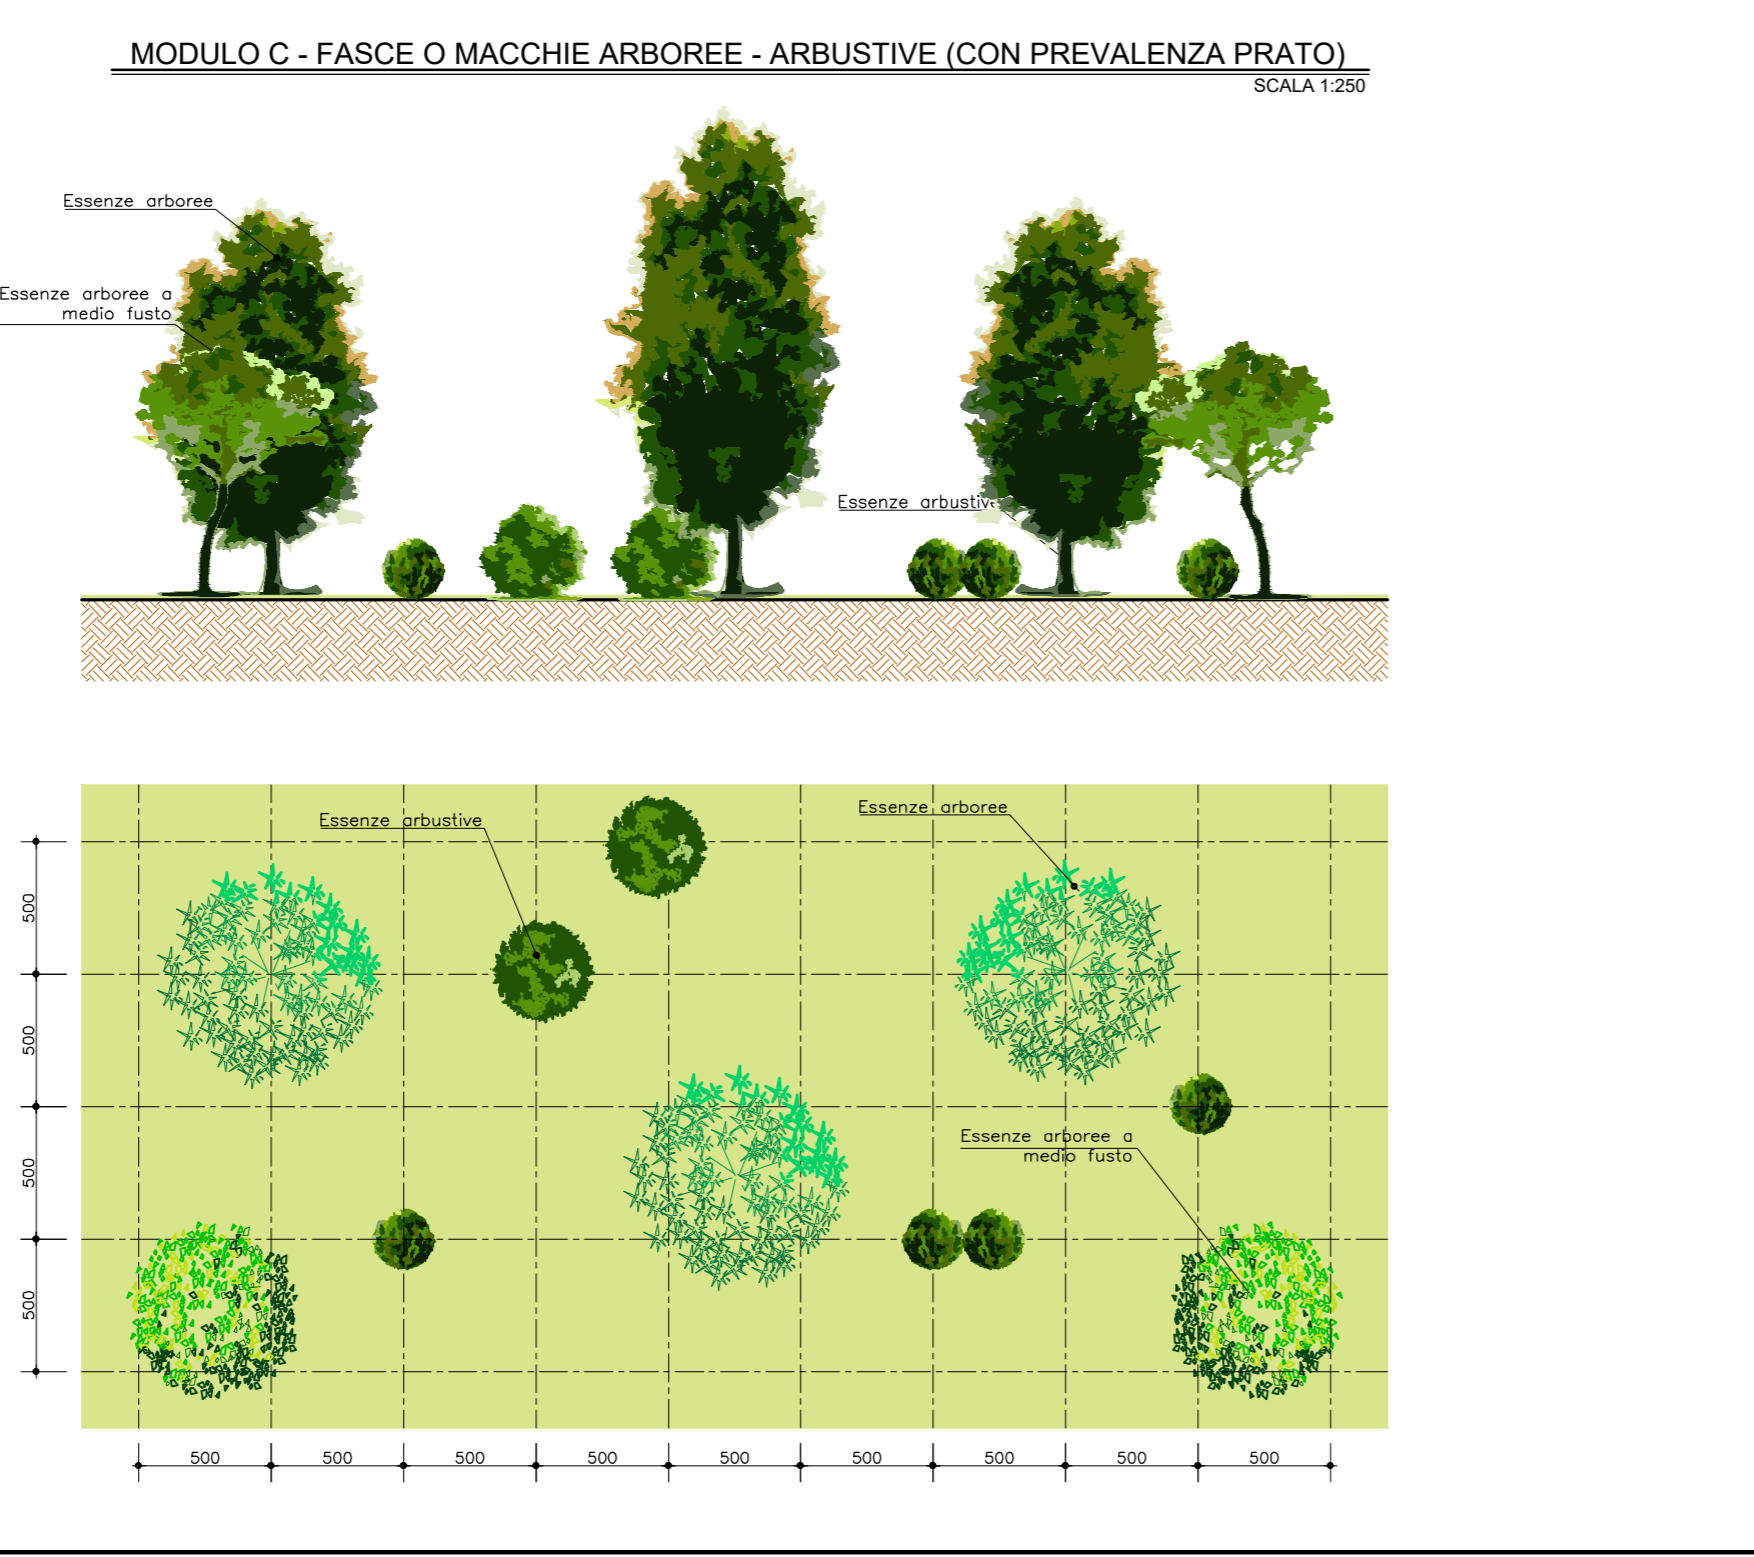 MODULO C - FASCE O MACCHIE ARBOREE - ARBUSTIVE (CON PREVALENZA PRATO)
SCALA 1:250
Essenze arboree
Essenze arboree a
medio fusto
Essenze arbustive
Essenze arbustive
Essenze arboree
Essenze arboree a
medio fusto
500
500
500
500
500 500 500 500 500 500 500 500 500